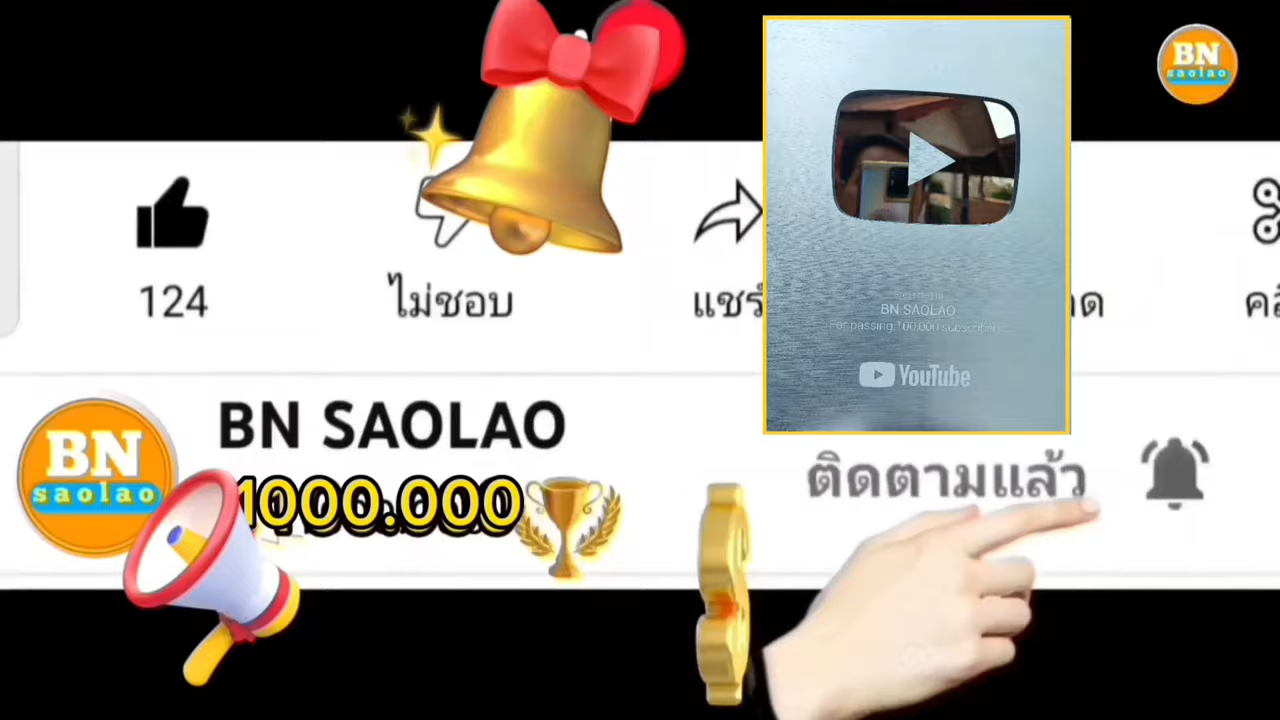 BN
saolao
124
ไม่ชอบ
แชร์
BN SAOLAO
For passing 100,000 subscribers
YouTube
BN SAOLAO
BN
saolao
1000.000
ติดตามแล้ว